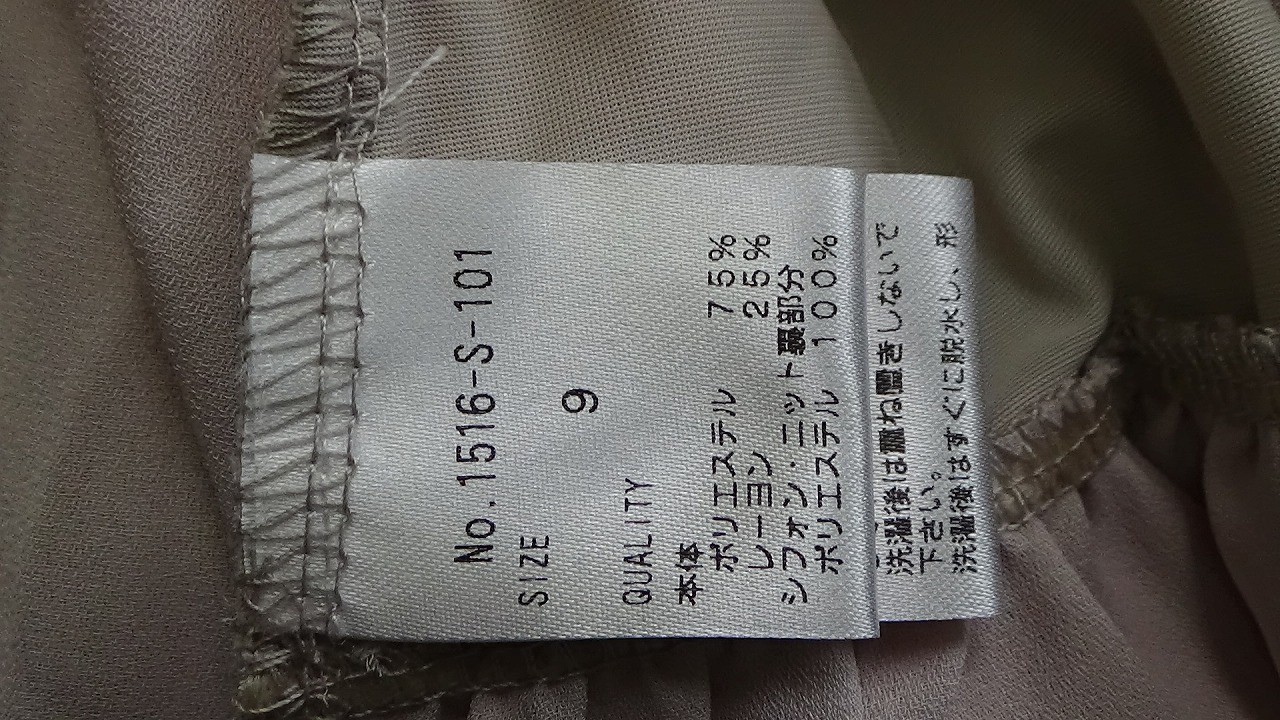 No.1516-S-101
SIZE
9
QUALITY
本体
ポリエステル 75%
レーヨン 25%
シフォン・ニット裏部分
ポリエステル 100%
洗濯後は重ね置きしないで
下さい。
洗濯後はすぐに脱水し、形